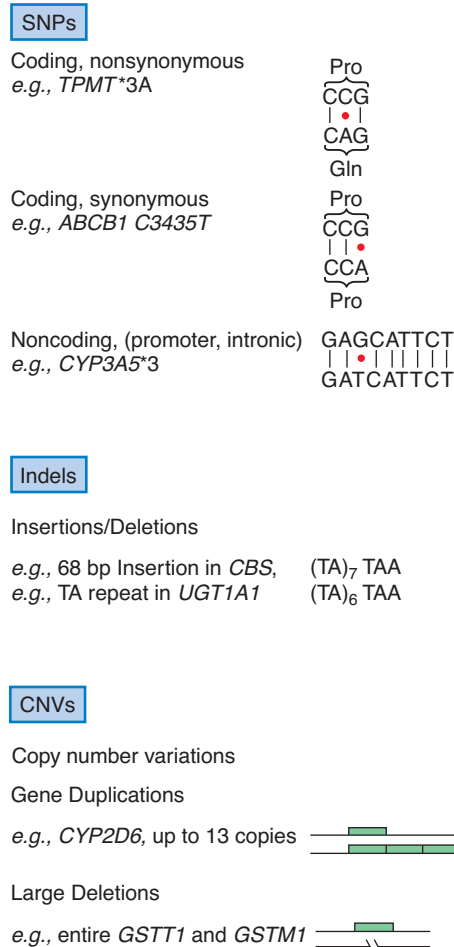 SNPs
Coding, nonsynonymous
e.g., TPMT*3A
Pro
CCG
CAG
Gln
Coding, synonymous
e.g., ABCB1 C3435T
Pro
CCG
CCA
Pro
Noncoding, (promoter, intronic)
e.g., CYP3A5*3
GAGCATTCT
GATCATTCT
Indels
Insertions/Deletions
e.g., 68 bp Insertion in CBS, (TA)7 TAA
e.g., TA repeat in UGT1A1 (TA)6 TAA
CNVs
Copy number variations
Gene Duplications
e.g., CYP2D6, up to 13 copies
Large Deletions
e.g., entire GSTT1 and GSTM1